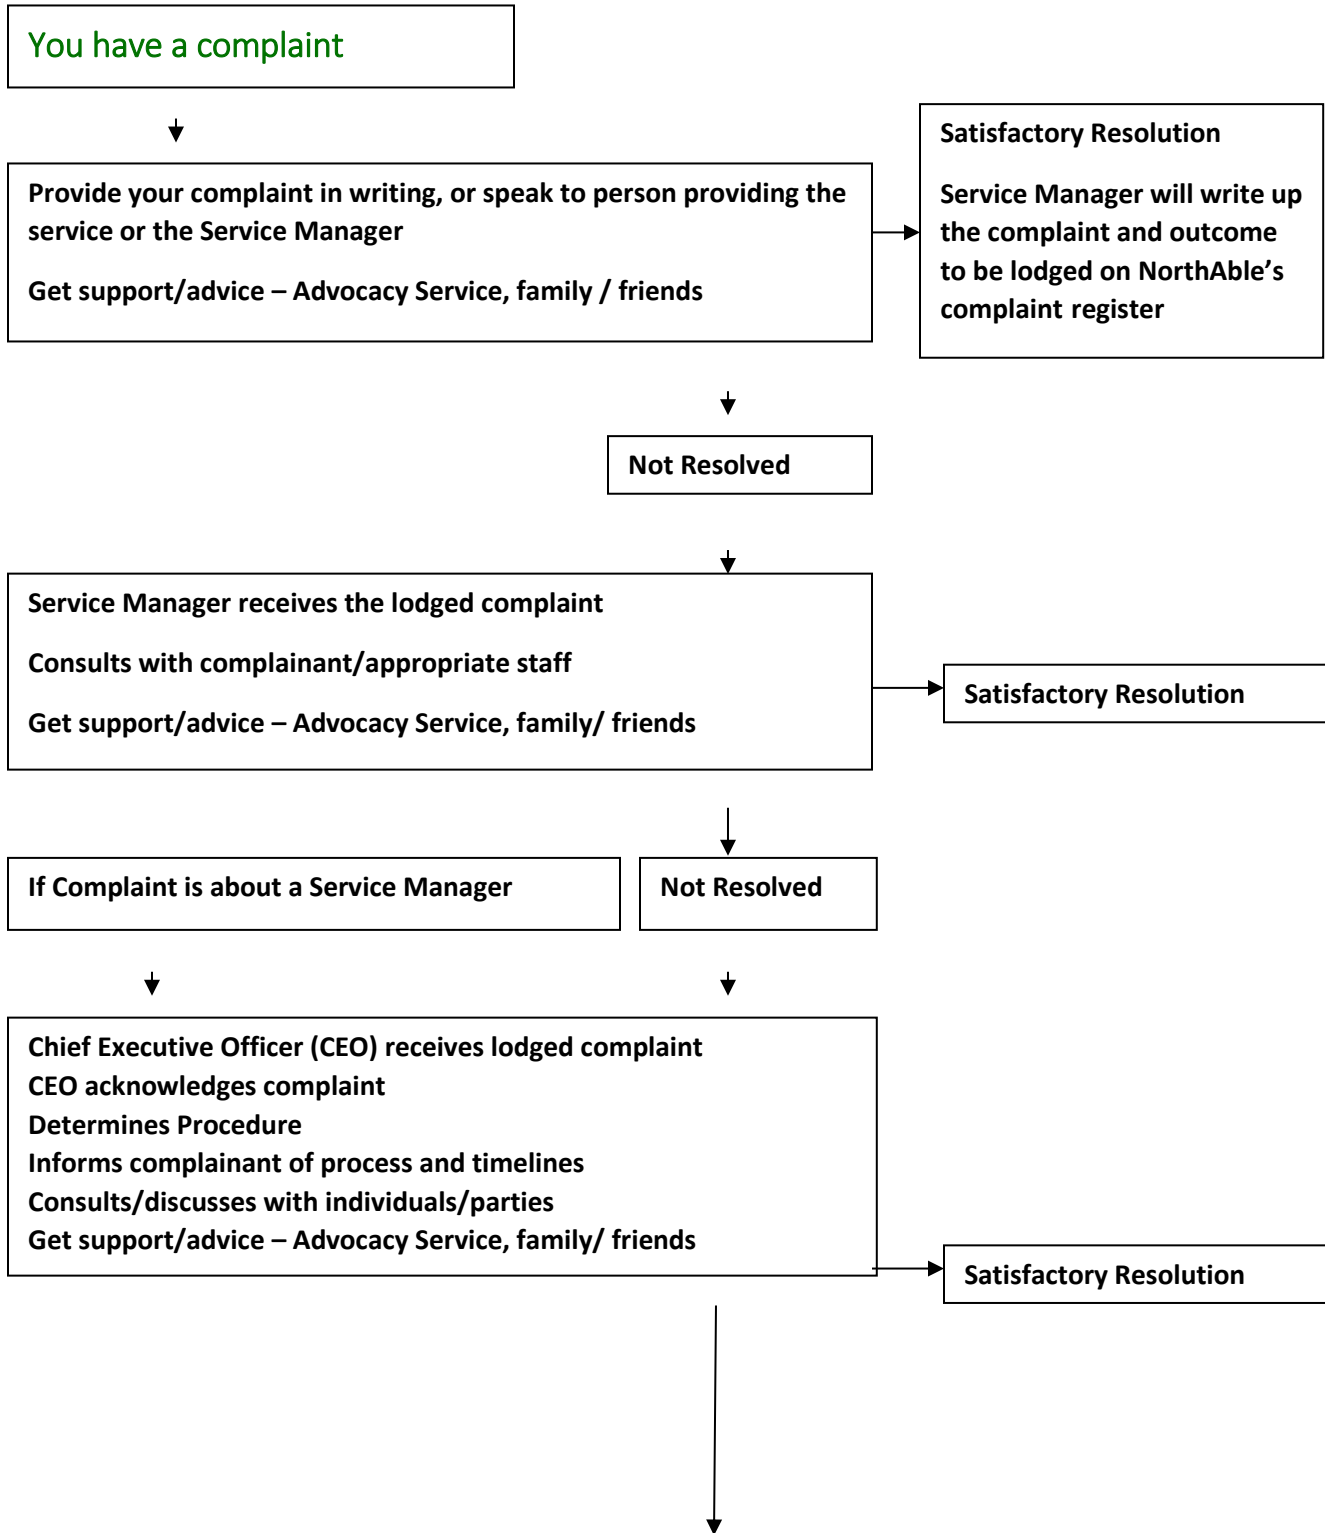 You have a complaint
Provide your complaint in writing, or speak to person providing the
service or the Service Manager
Get support/advice – Advocacy Service, family / friends
Satisfactory Resolution
Service Manager will write up
the complaint and outcome
to be lodged on NorthAble’s
complaint register
Not Resolved
Service Manager receives the lodged complaint
Consults with complainant/appropriate staff
Get support/advice – Advocacy Service, family/ friends
Satisfactory Resolution
If Complaint is about a Service Manager
Not Resolved
Chief Executive Officer (CEO) receives lodged complaint
CEO acknowledges complaint
Determines Procedure
Informs complainant of process and timelines
Consults/discusses with individuals/parties
Get support/advice – Advocacy Service, family/ friends
Satisfactory Resolution